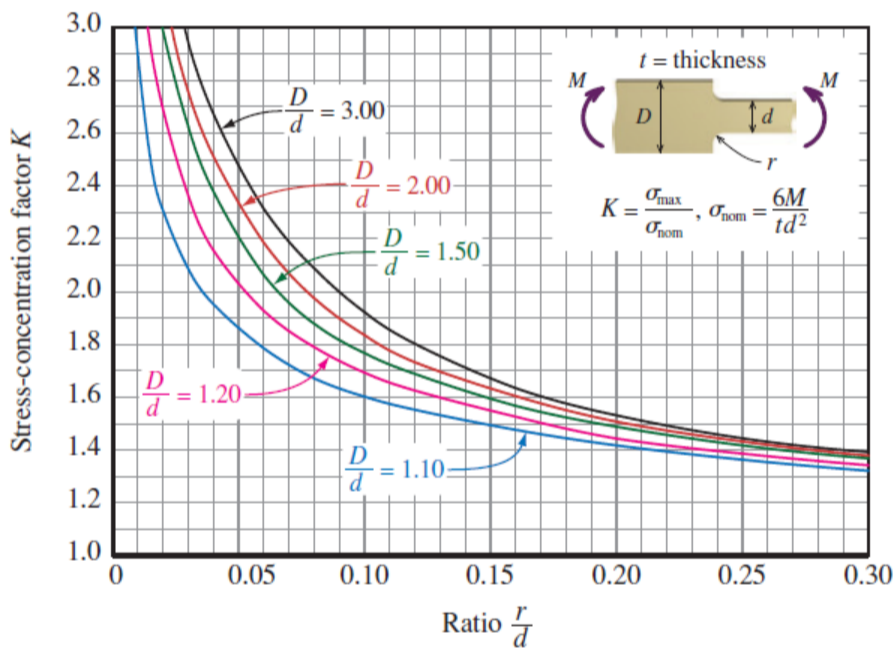 3.0
2.8
2.6
2.4
2.2
2.0
1.8
1.6
1.4
1.2
1.0
Stress-concentration factor K
0
0.05
0.10
0.15
0.20
0.25
0.30
Ratio r/d
D/d = 3.00
D/d = 2.00
D/d = 1.50
D/d = 1.20
D/d = 1.10
t = thickness
M
M
D
d
r
K = σmax/σnom, σnom = 6M/td²